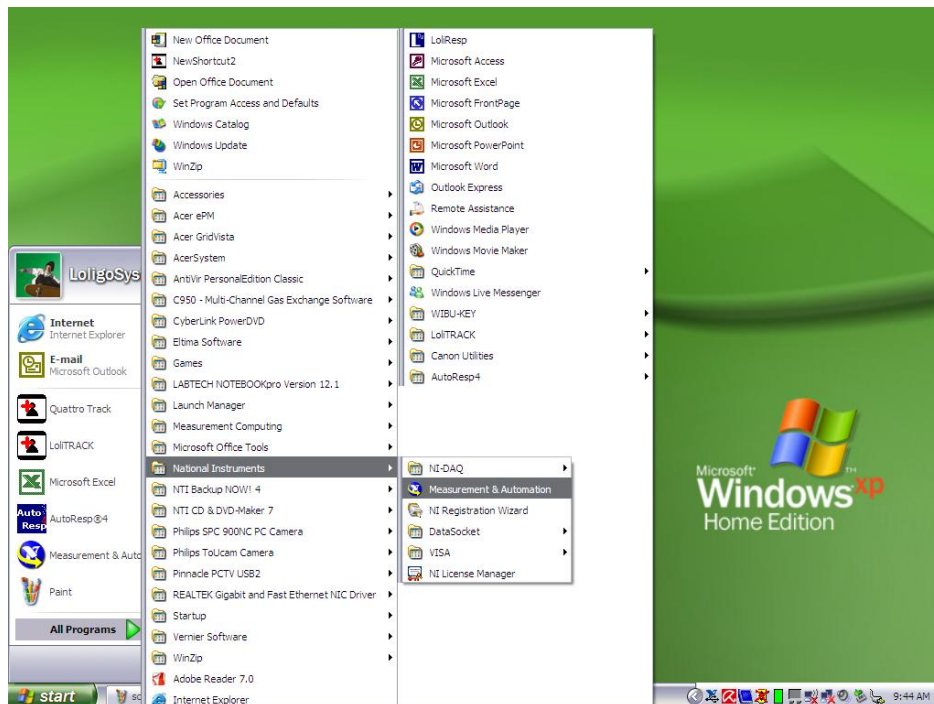 LoligoSys
Internet
Internet Explorer
E-mail
Microsoft Outlook
Quattro Track
LoliTRACK
Microsoft Excel
Auto
Resp
AutoResp®4
Measurement & Auto
Paint
All Programs
New Office Document
NewShortcut2
Open Office Document
Set Program Access and Defaults
Windows Catalog
Windows Update
WinZip
Accessories
Acer ePM
Acer GridVista
AcerSystem
AntiVir PersonalEdition Classic
C950 - Multi-Channel Gas Exchange Software
CyberLink PowerDVD
Eltima Software
Games
LABTECH NOTEBOOKpro Version 12.1
Launch Manager
Measurement Computing
Microsoft Office Tools
National Instruments
NTI Backup NOW! 4
NTI CD & DVD-Maker 7
Philips SPC 900NC PC Camera
Philips ToUcam Camera
Pinnacle PCTV USB2
REALTEK Gigabit and Fast Ethernet NIC Driver
Startup
Vernier Software
WinZip
Adobe Reader 7.0
Internet Explorer
LoliResp
Microsoft Access
Microsoft Excel
Microsoft FrontPage
Microsoft Outlook
Microsoft PowerPoint
Microsoft Word
Outlook Express
Remote Assistance
Windows Media Player
Windows Movie Maker
QuickTime
Windows Live Messenger
WIBU-KEY
LoliTRACK
Canon Utilities
AutoResp4
NI-DAQ
Measurement & Automation
NI Registration Wizard
DataSocket
VISA
NI License Manager
Microsoft®
Windows xp
TM
Home Edition
start
sc
9:44 AM